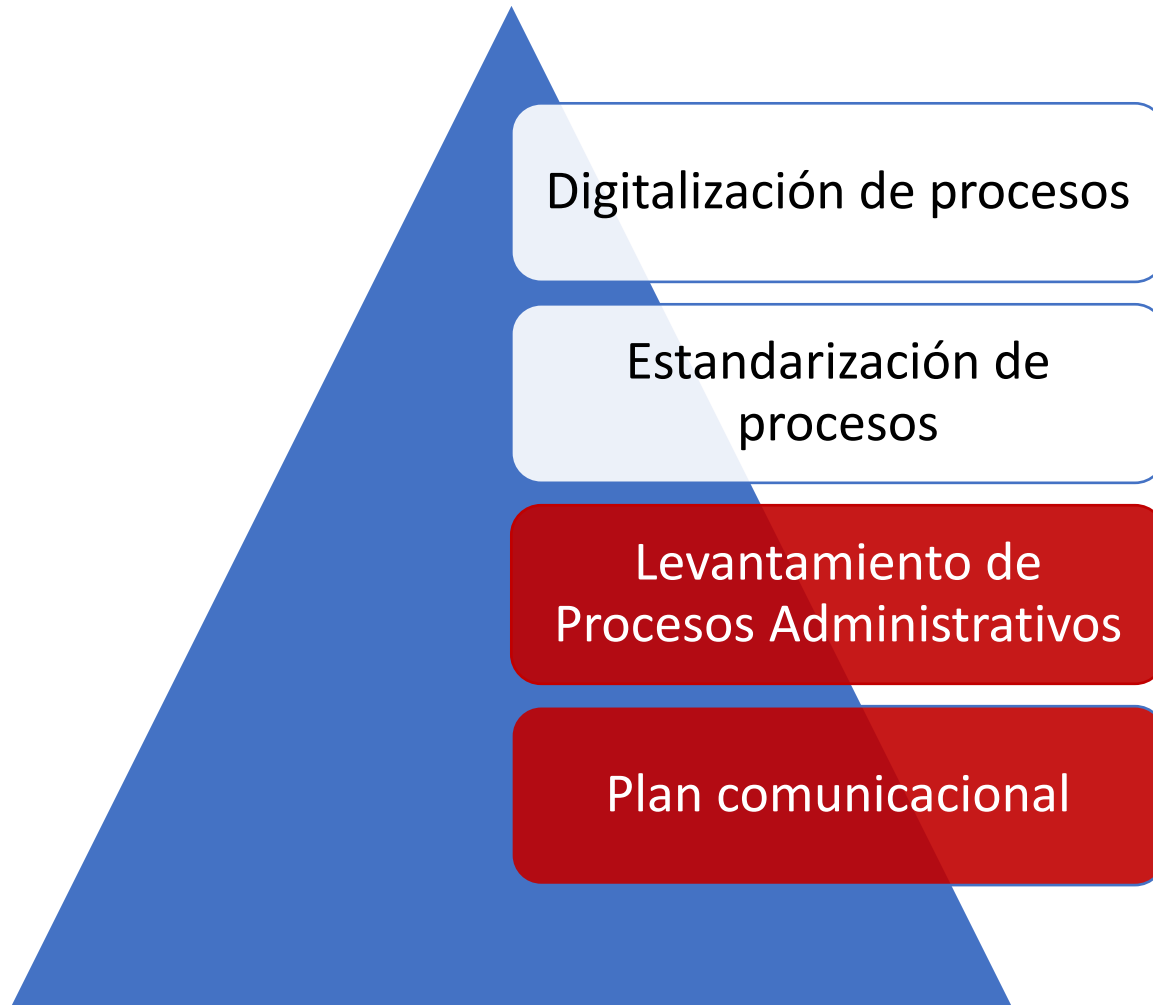 Digitalización de procesos
Estandarización de
procesos
Levantamiento de
Procesos Administrativos
Plan comunicacional